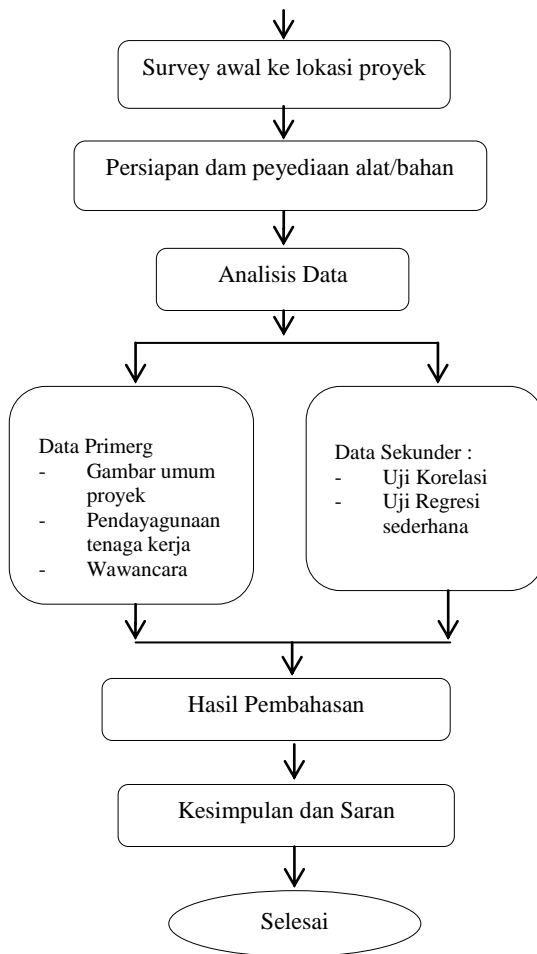 Survey awal ke lokasi proyek
Persiapan dam peyediaan alat/bahan
Analisis Data
Data Primerg
- Gambar umum
proyek
- Pendayagunaan
tenaga kerja
- Wawancara
Data Sekunder :
- Uji Korelasi
- Uji Regresi
sederhana
Hasil Pembahasan
Kesimpulan dan Saran
Selesai